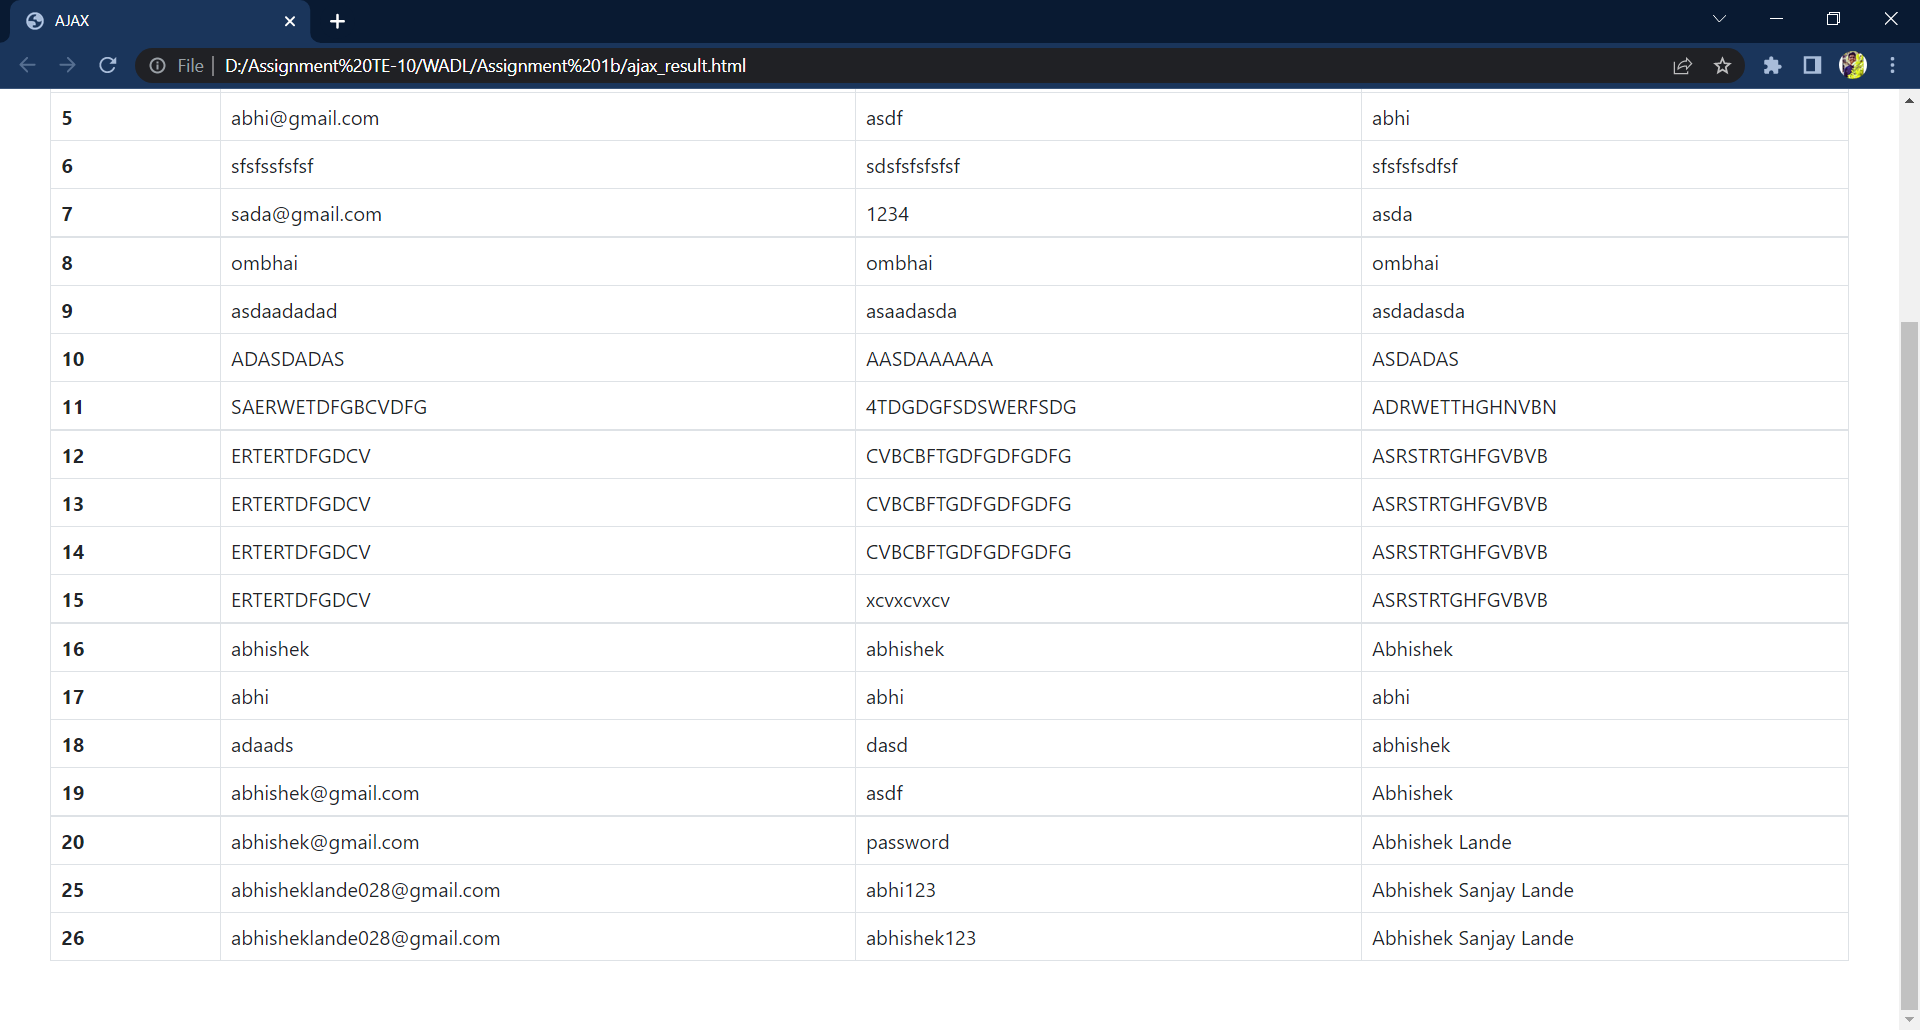 AJAX
File | D:/Assignment%20TE-10/WADL/Assignment%201b/ajax_result.html
5 abhi@gmail.com asdf abhi
6 sfsfssfsfsf sdsfsfsfsfsf sfsfsfsdfsf
7 sada@gmail.com 1234 asda
8 ombhai ombhai ombhai
9 asdaadadad asaadasda asdadasda
10 ADASDADAS AASDAAAAAA ASDADAS
11 SAERWETDFGBCVDFG 4TDGDGFSDSWERFSDG ADRWETTHGHNVBN
12 ERTERTDFGDCV CVBCBFTGDFGDFGDFG ASRSTRTGHFGVBVB
13 ERTERTDFGDCV CVBCBFTGDFGDFGDFG ASRSTRTGHFGVBVB
14 ERTERTDFGDCV CVBCBFTGDFGDFGDFG ASRSTRTGHFGVBVB
15 ERTERTDFGDCV xcvxcvxcv ASRSTRTGHFGVBVB
16 abhishek abhishek Abhishek
17 abhi abhi abhi
18 adaads dasd abhishek
19 abhishek@gmail.com asdf Abhishek
20 abhishek@gmail.com password Abhishek Lande
25 abhisheklande028@gmail.com abhi123 Abhishek Sanjay Lande
26 abhisheklande028@gmail.com abhishek123 Abhishek Sanjay Lande